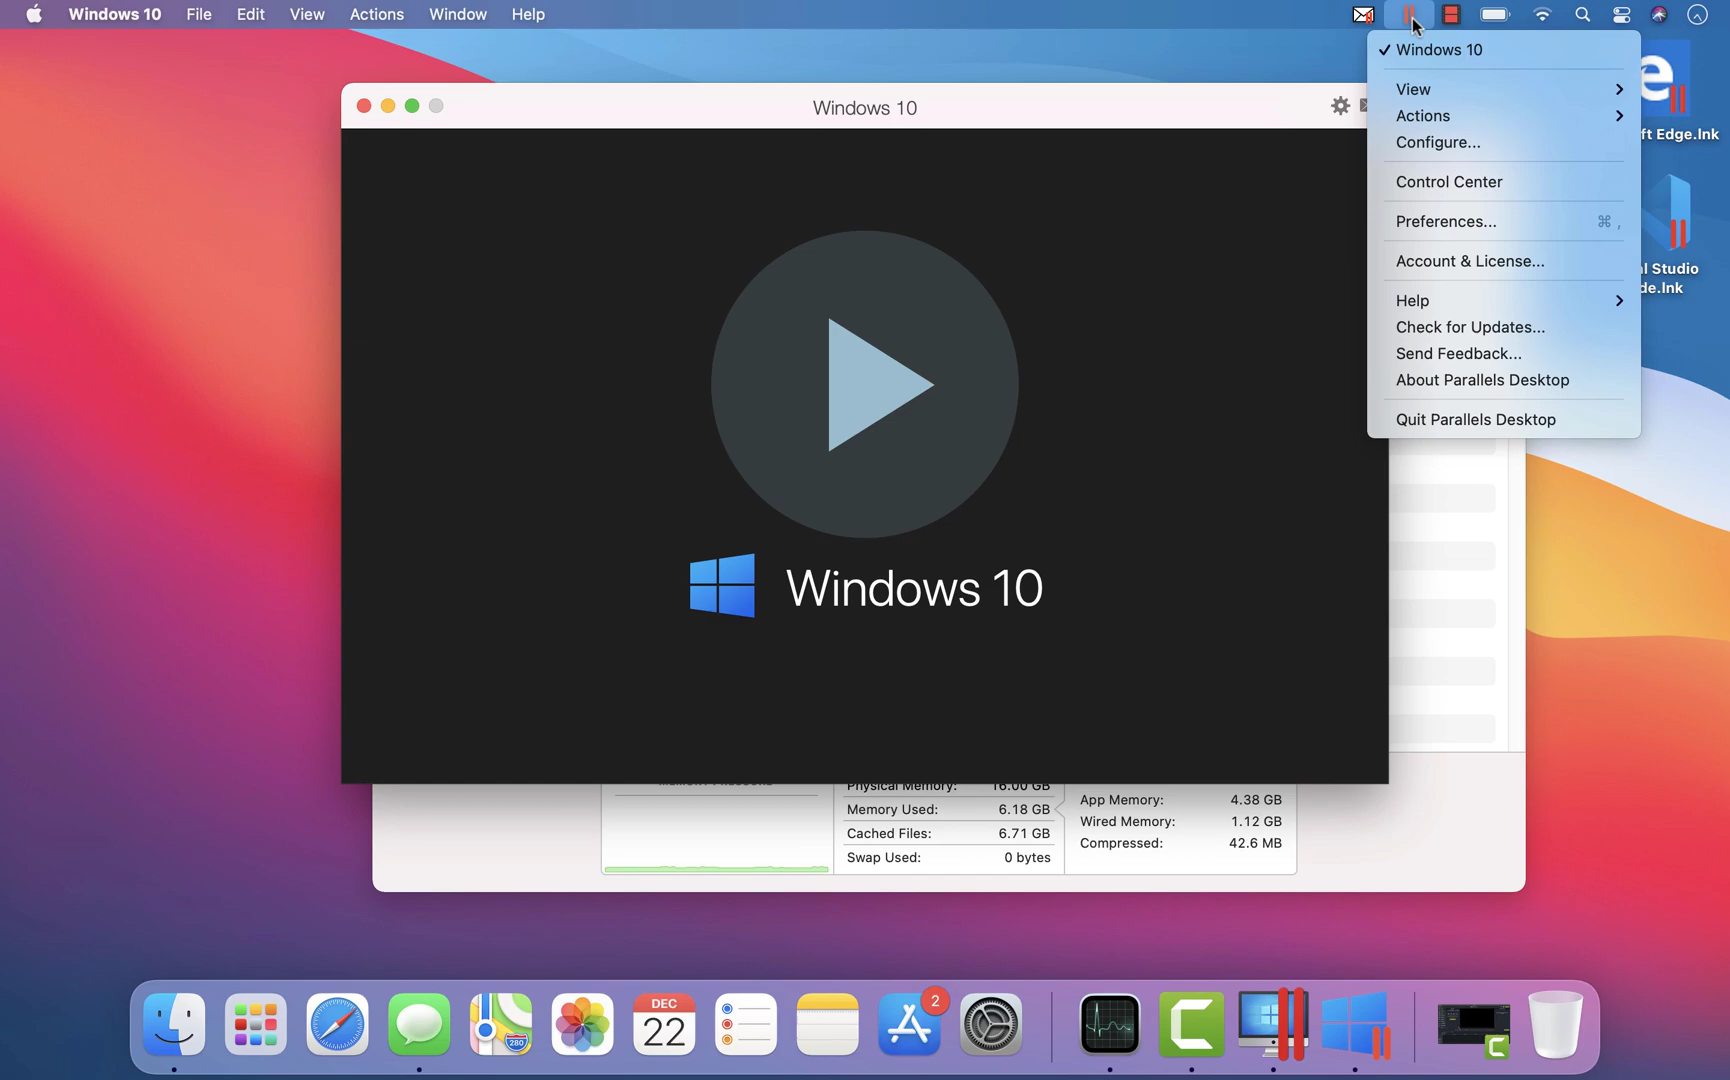 Windows 10 File Edit View Actions Window Help
Windows 10
✓ Windows 10
View
Actions
Configure...
Control Center
Preferences... ⌘ ,
Account & License...
Help
Check for Updates...
Send Feedback...
About Parallels Desktop
Quit Parallels Desktop
ft Edge.lnk
l Studio
de.lnk
Windows 10
Physical Memory: 16.00 GB
Memory Used: 6.18 GB
Cached Files: 6.71 GB
Swap Used: 0 bytes
App Memory: 4.38 GB
Wired Memory: 1.12 GB
Compressed: 42.6 MB
280
DEC
22
2